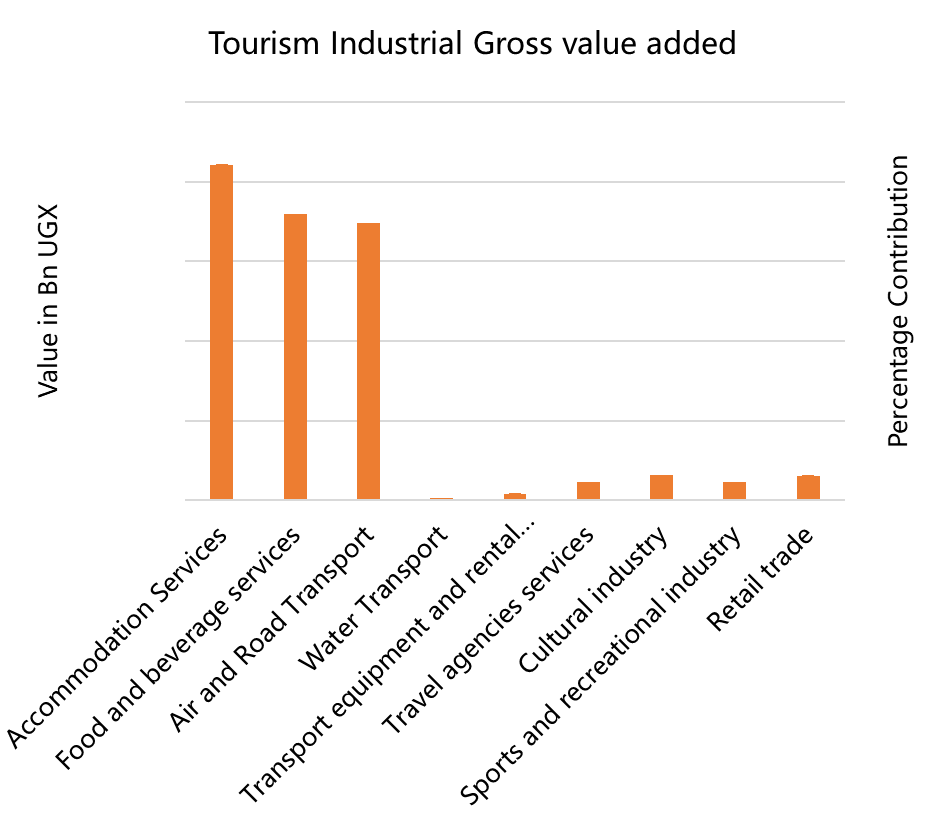 Tourism Industrial Gross value added
Value in Bn UGX
Percentage Contribution
Accommodation Services
Food and beverage services
Air and Road Transport
Water Transport
Transport equipment and rental...
Travel agencies services
Cultural industry
Sports and recreational industry
Retail trade